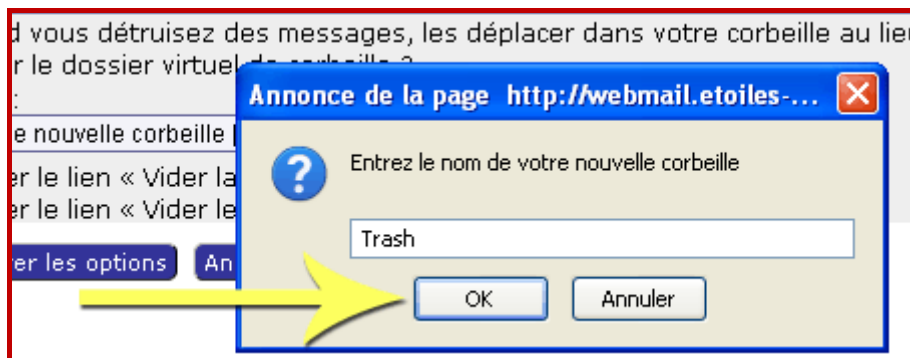 d vous détruisez des messages, les déplacer dans votre corbeille au lieu
r le dossier virtuel de corbeille ?
:
Annonce de la page http://webmail.etoiles-...
e nouvelle corbeille [
Entrez le nom de votre nouvelle corbeille
er le lien « Vider la
er le lien « Vider le
Trash
er les options An
OK Annuler